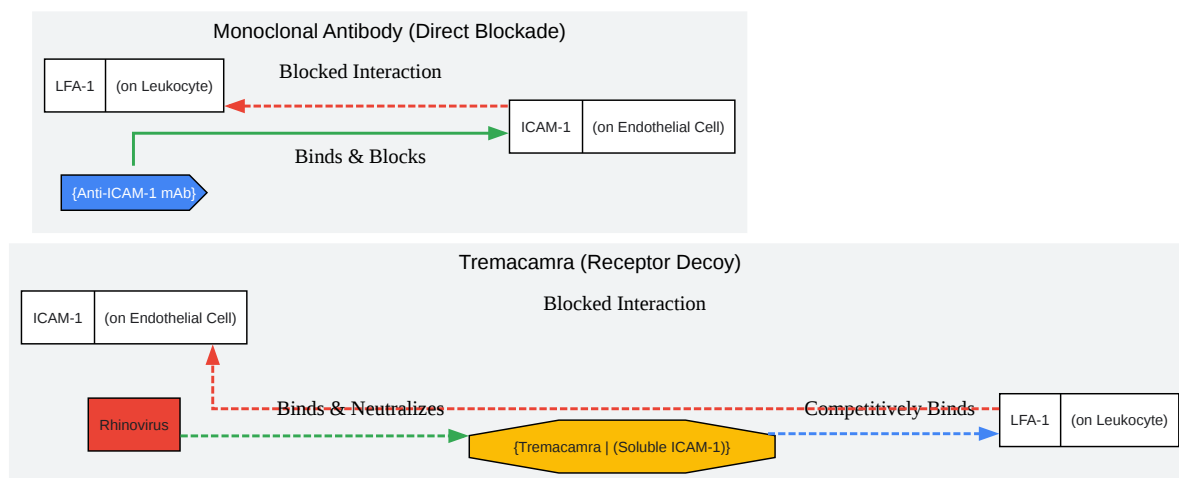 Monoclonal Antibody (Direct Blockade)
LFA-1 (on Leukocyte)
Blocked Interaction
ICAM-1 (on Endothelial Cell)
Binds & Blocks
{Anti-ICAM-1 mAb}
Tremacamra (Receptor Decoy)
Blocked Interaction
ICAM-1 (on Endothelial Cell)
Binds & Neutralizes
Competitively Binds
Rhinovirus
LFA-1 (on Leukocyte)
{Tremacamra | (Soluble ICAM-1)}